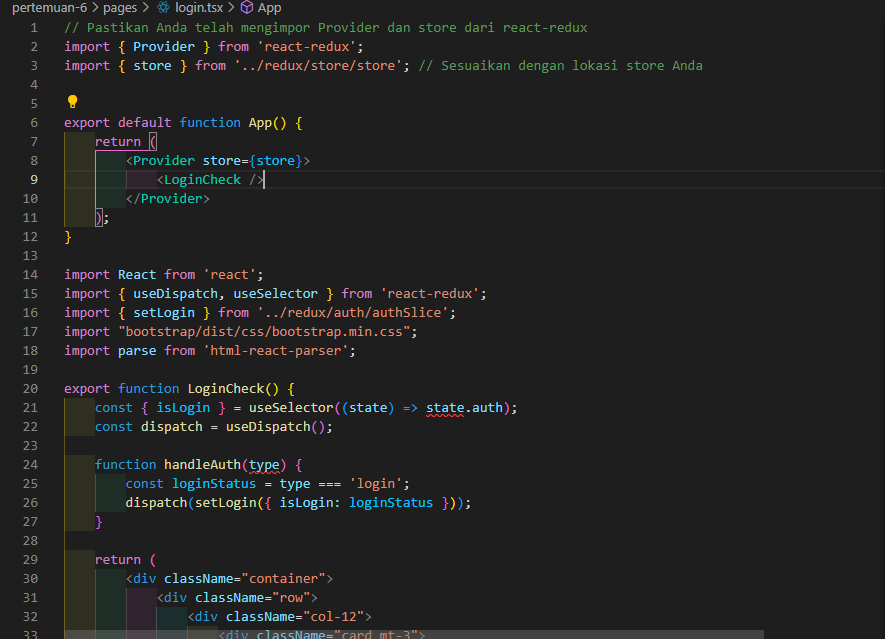 pertemuan-6 > pages > login.tsx > App
1 // Pastikan Anda telah mengimpor Provider dan store dari react-redux
2 import { Provider } from 'react-redux';
3 import { store } from '../redux/store/store'; // Sesuaikan dengan lokasi store Anda
4
5
6 export default function App() {
7     return (
8         <Provider store={store}>
9             <LoginCheck />
10         </Provider>
11     );
12 }
13
14 import React from 'react';
15 import { useDispatch, useSelector } from 'react-redux';
16 import { setLogin } from '../redux/auth/authSlice';
17 import "bootstrap/dist/css/bootstrap.min.css";
18 import parse from 'html-react-parser';
19
20 export function LoginCheck() {
21     const { isLogin } = useSelector((state) => state.auth);
22     const dispatch = useDispatch();
23
24     function handleAuth(type) {
25         const loginStatus = type === 'login';
26         dispatch(setLogin({ isLogin: loginStatus }));
27     }
28
29     return (
30         <div className="container">
31             <div className="row">
32                 <div className="col-12">
33                     <div className="card mt-3">